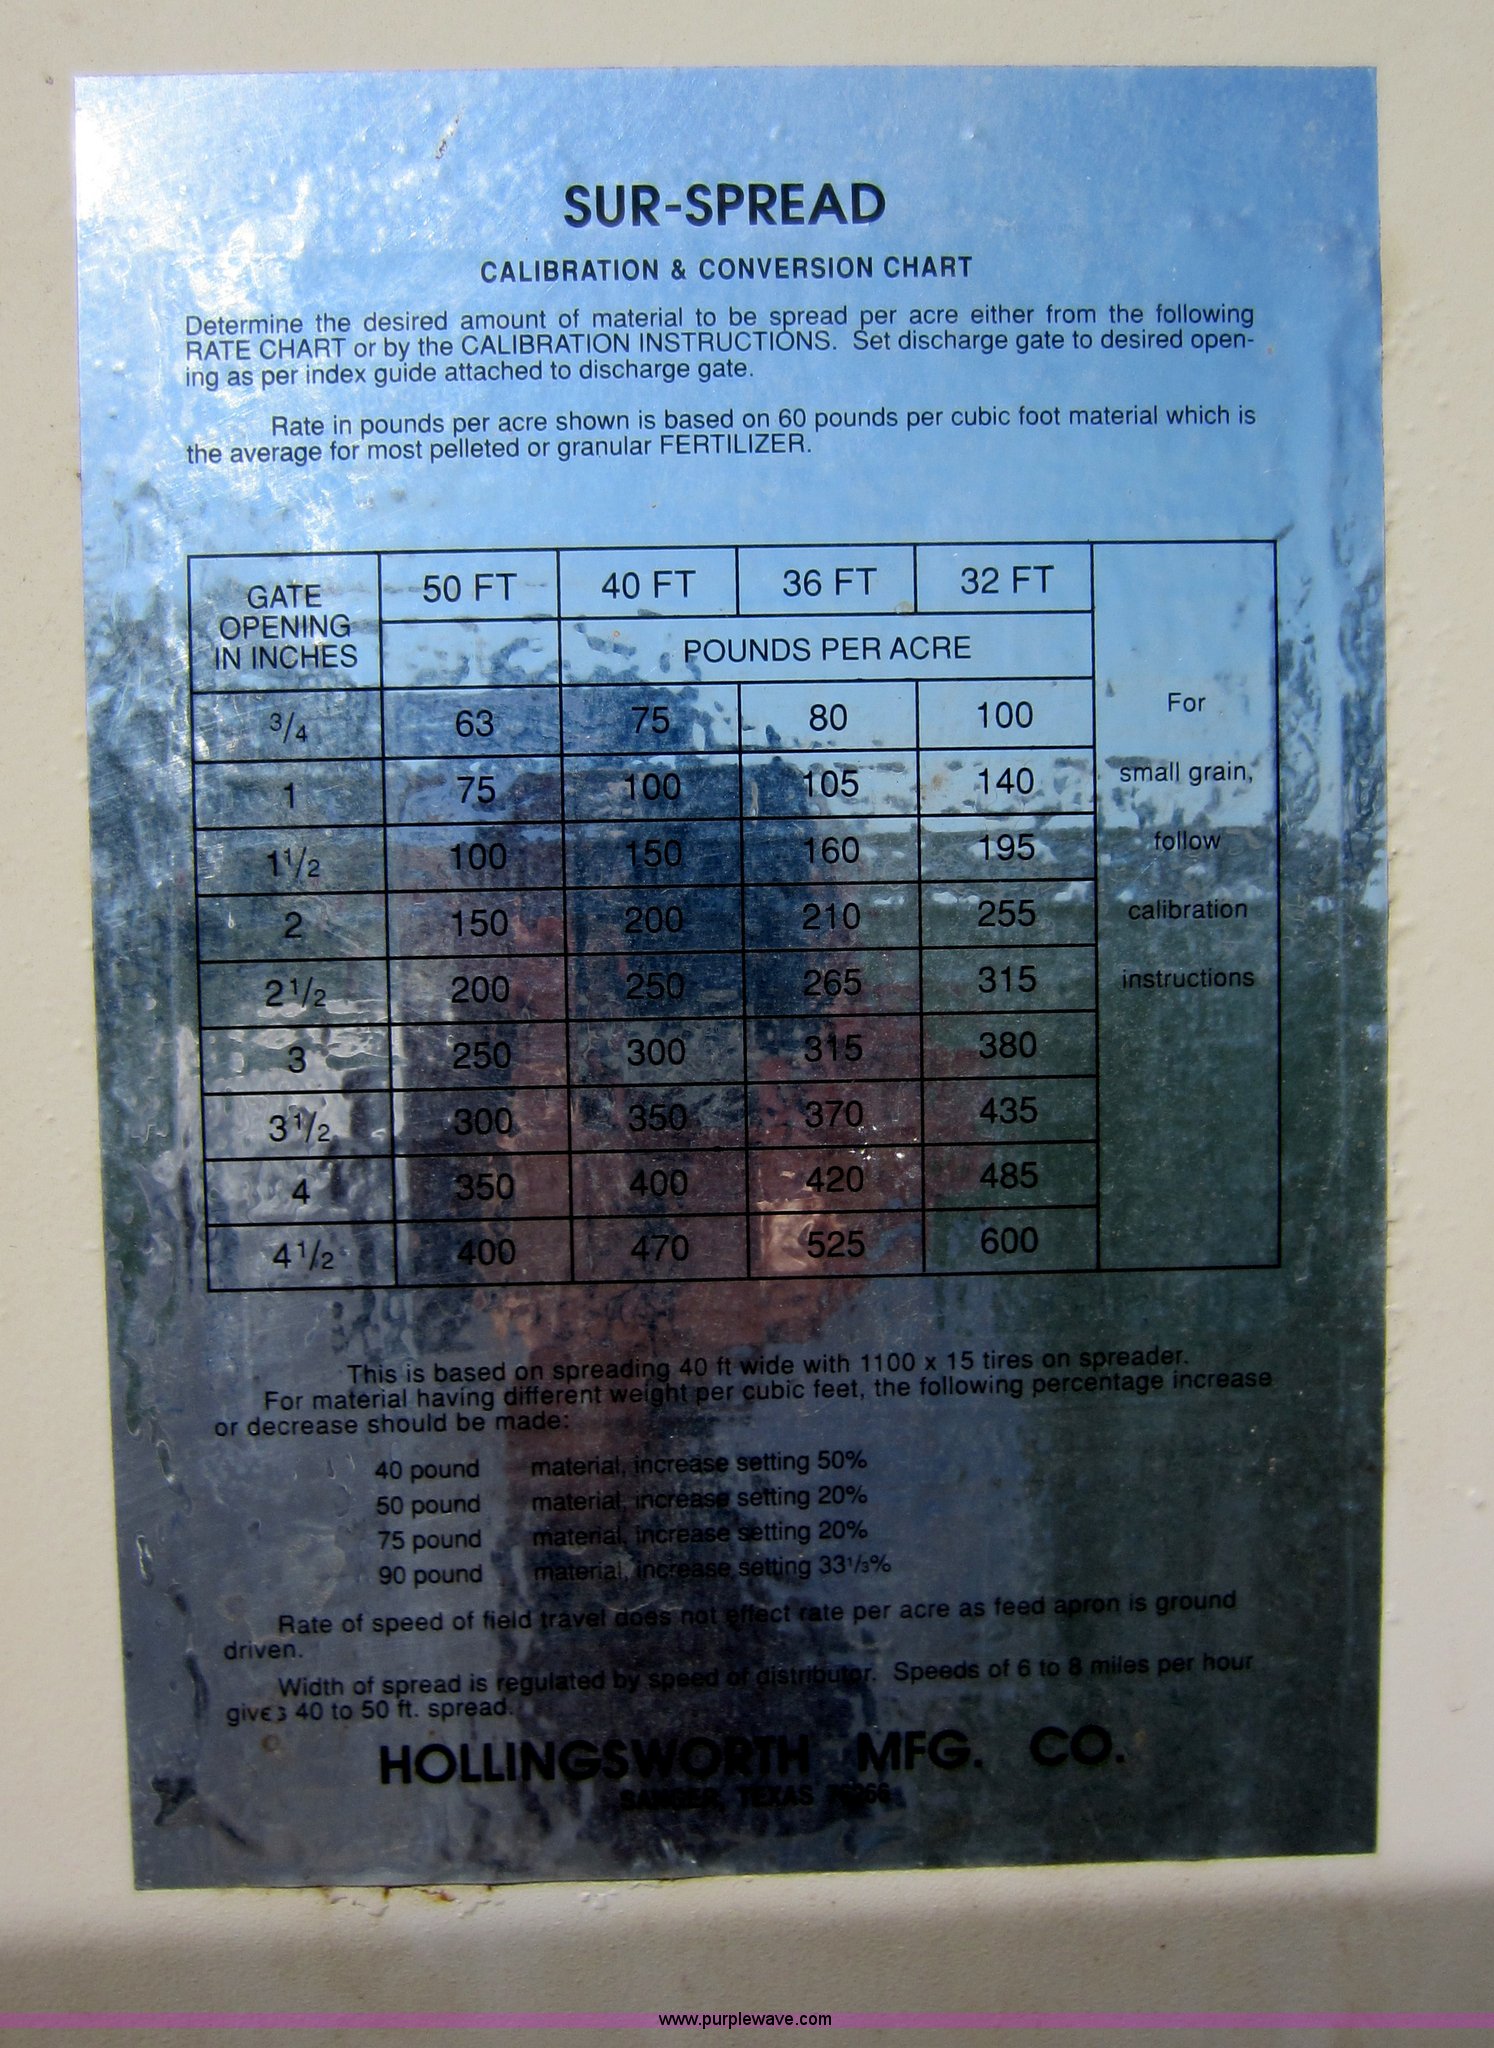 SUR-SPREAD
CALIBRATION & CONVERSION CHART
Determine the desired amount of material to be spread per acre either from the following
RATE CHART or by the CALIBRATION INSTRUCTIONS. Set discharge gate to desired open-
ing as per index guide attached to discharge gate.
Rate in pounds per acre shown is based on 60 pounds per cubic foot material which is
the average for most pelleted or granular FERTILIZER.
GATE
OPENING
IN INCHES
50 FT 40 FT 36 FT 32 FT
POUNDS PER ACRE
3/4 63 75 80 100
1 75 100 105 140
1 1/2 100 150 160 195
2 150 200 210 255
2 1/2 200 250 265 315
3 250 300 315 380
3 1/2 300 350 370 435
4 350 400 420 485
4 1/2 400 470 525 600
For
small grain,
follow
calibration
instructions
This is based on spreading 40 ft wide with 1100 x 15 tires on spreader.
For material having different weight per cubic feet, the following percentage increase
or decrease should be made:
40 pound material, increase setting 50%
50 pound material, increase setting 20%
75 pound material, increase setting 20%
90 pound material, increase setting 33 1/3%
Rate of speed of field travel does not effect rate per acre as feed apron is ground
driven.
Width of spread is regulated by speed of distributor. Speeds of 6 to 8 miles per hour
gives 40 to 50 ft. spread.
HOLLINGSWORTH MFG. CO.
SANGER, TEXAS
www.purplewave.com